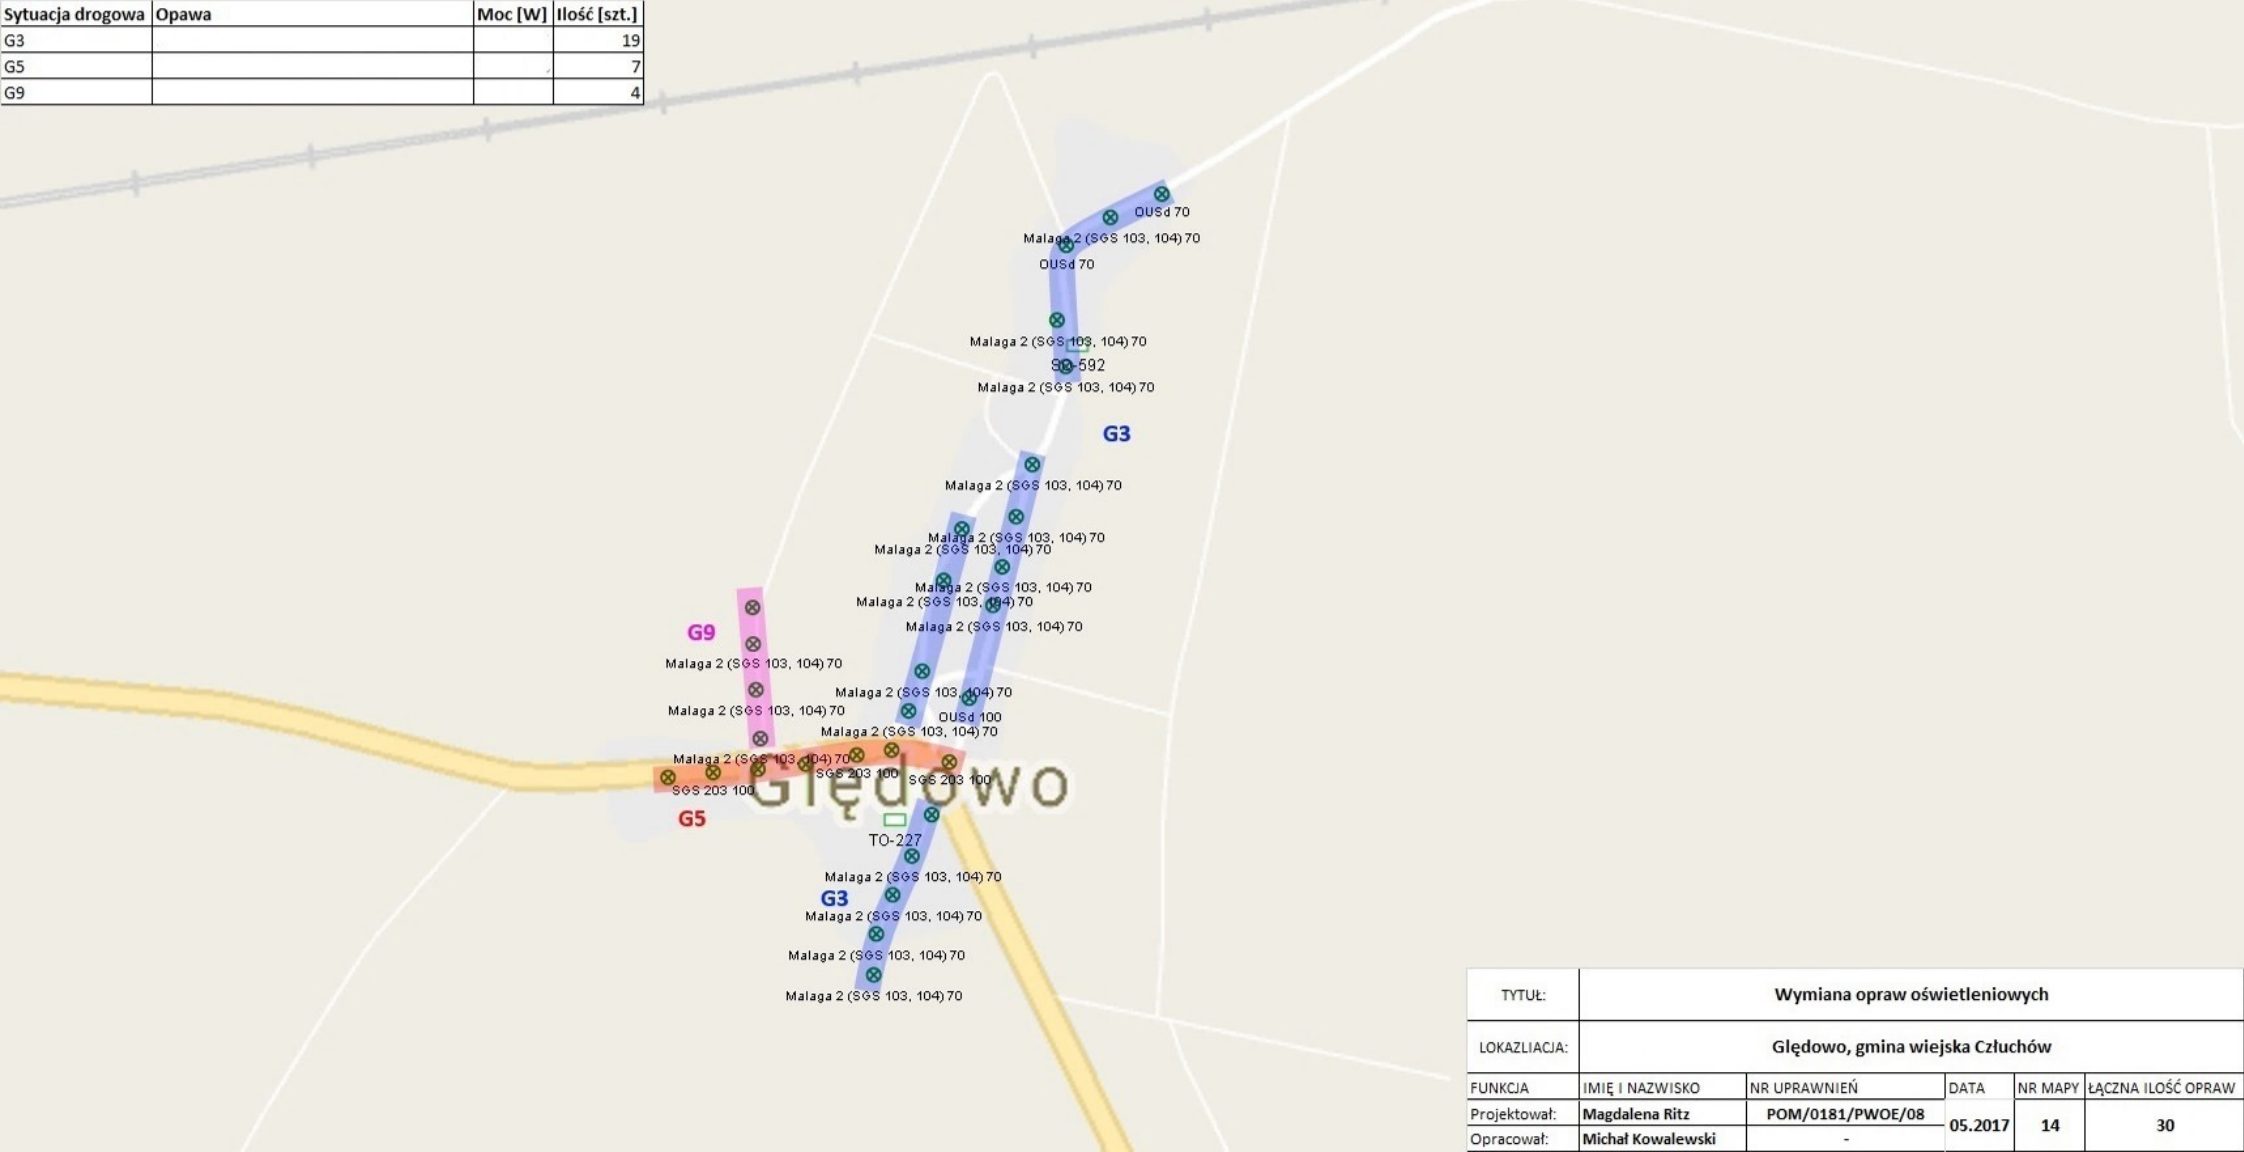 Sytuacja drogowa Opawa Moc [W] Ilość [szt.]
G3 19
G5 7
G9 4
OUSd 70
Malaga 2 (SGS 103, 104) 70
OUSd 70
Malaga 2 (SGS 103, 104) 70
-592
Malaga 2 (SGS 103, 104) 70
G3
Malaga 2 (SGS 103, 104) 70
Malaga 2 (SGS 103, 104) 70
Malaga 2 (SGS 103, 104) 70
Malaga 2 (SGS 103, 104) 70
Malaga 2 (SGS 103, 104) 70
Malaga 2 (SGS 103, 104) 70
G9
Malaga 2 (SGS 103, 104) 70
Malaga 2 (SGS 103, 104) 70
Malaga 2 (SGS 103, 104) 70
OUSd 100
Malaga 2 (SGS 103, 104) 70
Malaga 2 (SGS 103, 104) 70
SGS 203 100
SGS 203 100
SGS 203 100
Ględowo
G5
TO-227
Malaga 2 (SGS 103, 104) 70
G3
Malaga 2 (SGS 103, 104) 70
Malaga 2 (SGS 103, 104) 70
Malaga 2 (SGS 103, 104) 70
TYTUŁ: Wymiana opraw oświetleniowych
LOKAZLIACJA: Ględowo, gmina wiejska Człuchów
FUNKCJA IMIĘ I NAZWISKO NR UPRAWNIEŃ DATA NR MAPY ŁĄCZNA ILOŚĆ OPRAW
Projektował: Magdalena Ritz POM/0181/PWOE/08 05.2017 14 30
Opracował: Michał Kowalewski -